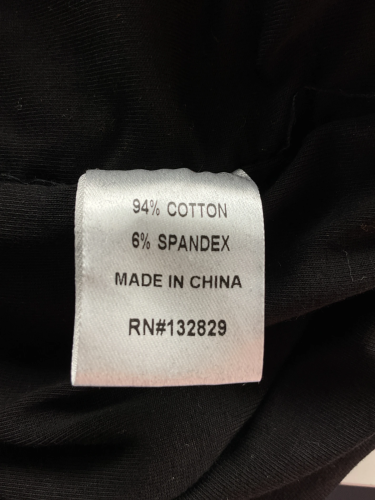 94% COTTON
6% SPANDEX
MADE IN CHINA
RN#132829